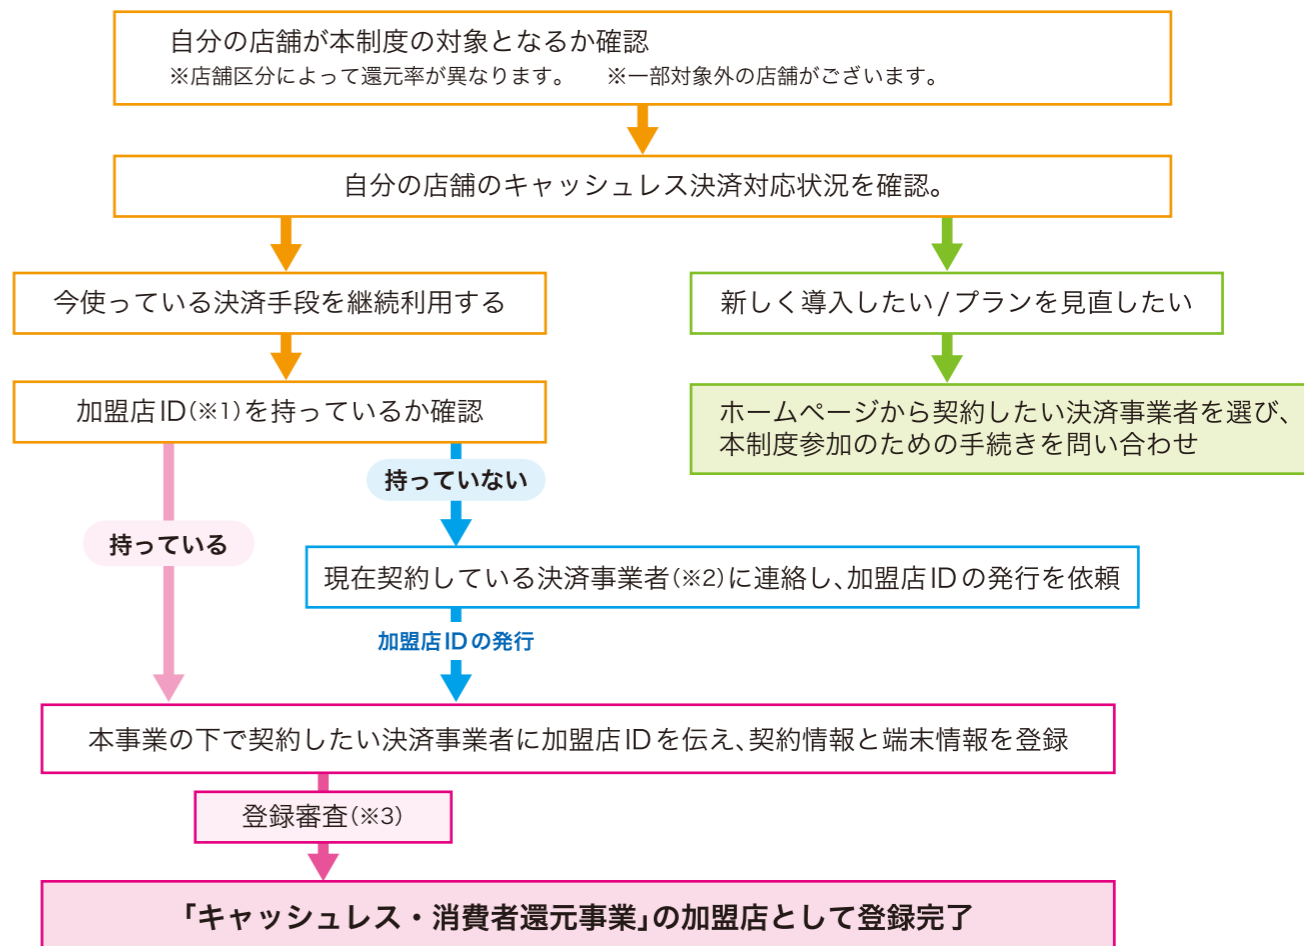 自分の店舗が本制度の対象となるか確認
※店舗区分によって還元率が異なります。 ※一部対象外の店舗がございます。
自分の店舗のキャッシュレス決済対応状況を確認。
今使っている決済手段を継続利用する
新しく導入したい/プランを見直したい
加盟店ID(※1)を持っているか確認
ホームページから契約したい決済事業者を選び、
本制度参加のための手続きを問い合わせ
持っていない
持っている
現在契約している決済事業者(※2)に連絡し、加盟店IDの発行を依頼
加盟店IDの発行
本事業の下で契約したい決済事業者に加盟店IDを伝え、契約情報と端末情報を登録
登録審査(※3)
「キャッシュレス・消費者還元事業」の加盟店として登録完了